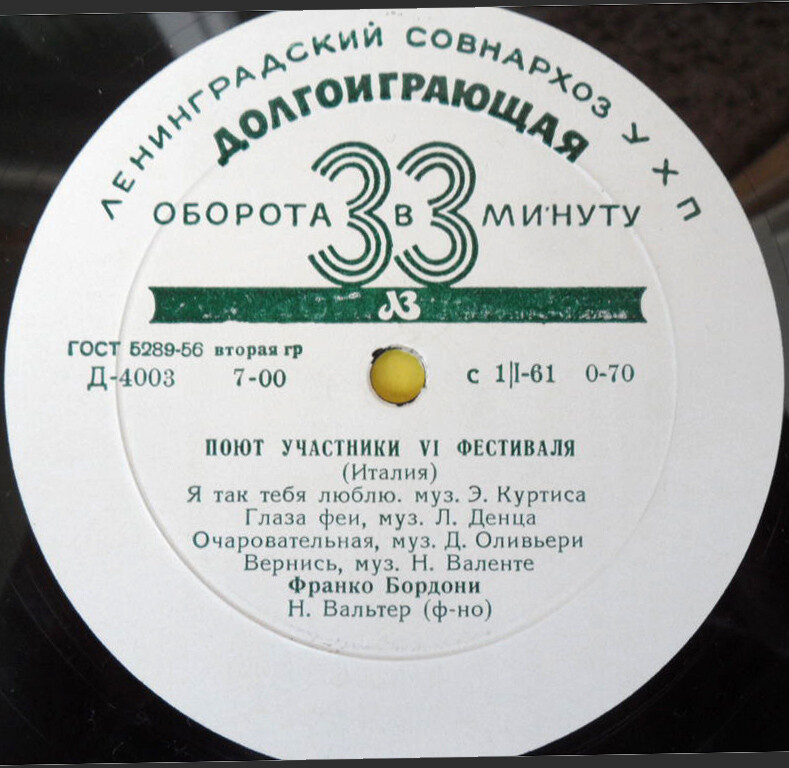 ЛЕНИНГРАДСКИЙ СОВНАРХОЗ УХП
ДОЛГОИГРАЮЩАЯ
ОБОРОТА 33 В МИНУТУ
ЛЗ
ГОСТ 5289-56 вторая гр
Д-4003 7-00 с 1|I-61 0-70
ПОЮТ УЧАСТНИКИ VI ФЕСТИВАЛЯ
(Италия)
Я так тебя люблю. муз. Э. Куртиса
Глаза феи, муз. Л. Денца
Очаровательная, муз. Д. Оливьери
Вернись, муз. Н. Валенте
Франко Бордони
Н. Вальтер (ф-но)